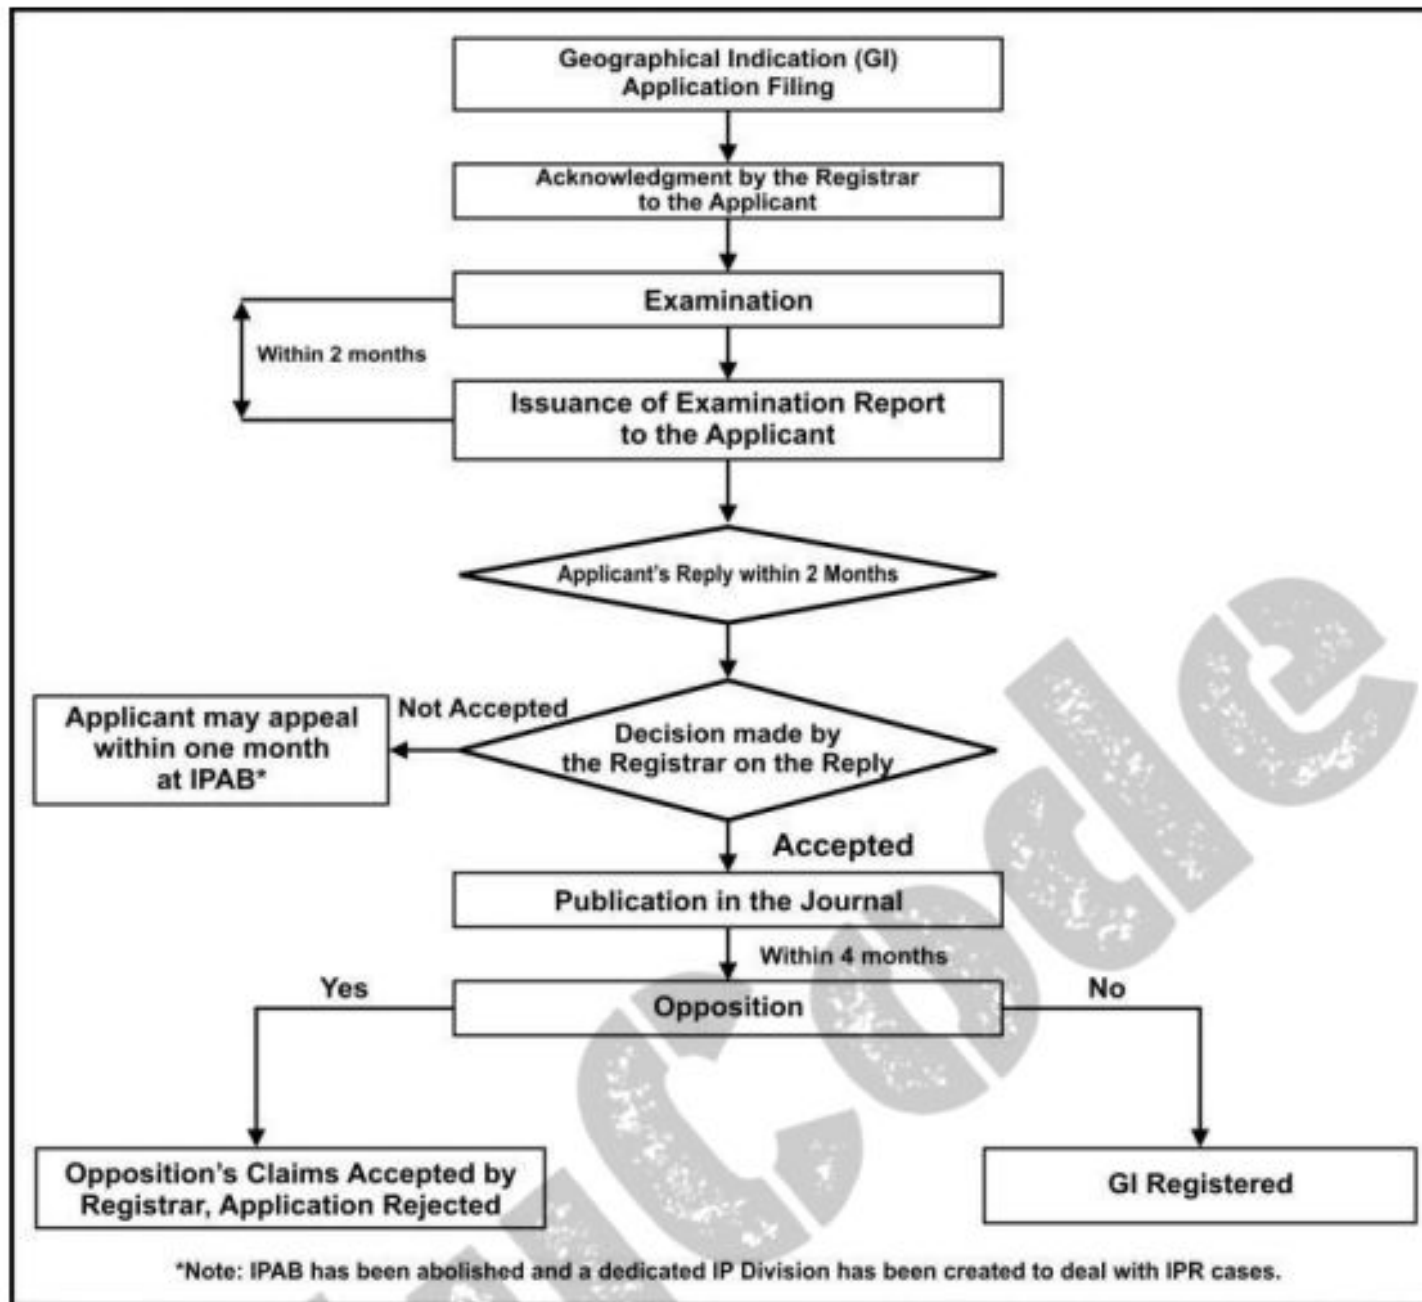 Geographical Indication (GI)
Application Filing
Acknowledgment by the Registrar
to the Applicant
Examination
Within 2 months
Issuance of Examination Report
to the Applicant
Applicant's Reply within 2 Months
Applicant may appeal
within one month
at IPAB*
Not Accepted
Decision made by
the Registrar on the Reply
Accepted
Publication in the Journal
Within 4 months
Yes
Opposition
No
Opposition's Claims Accepted by
Registrar, Application Rejected
GI Registered
*Note: IPAB has been abolished and a dedicated IP Division has been created to deal with IPR cases.